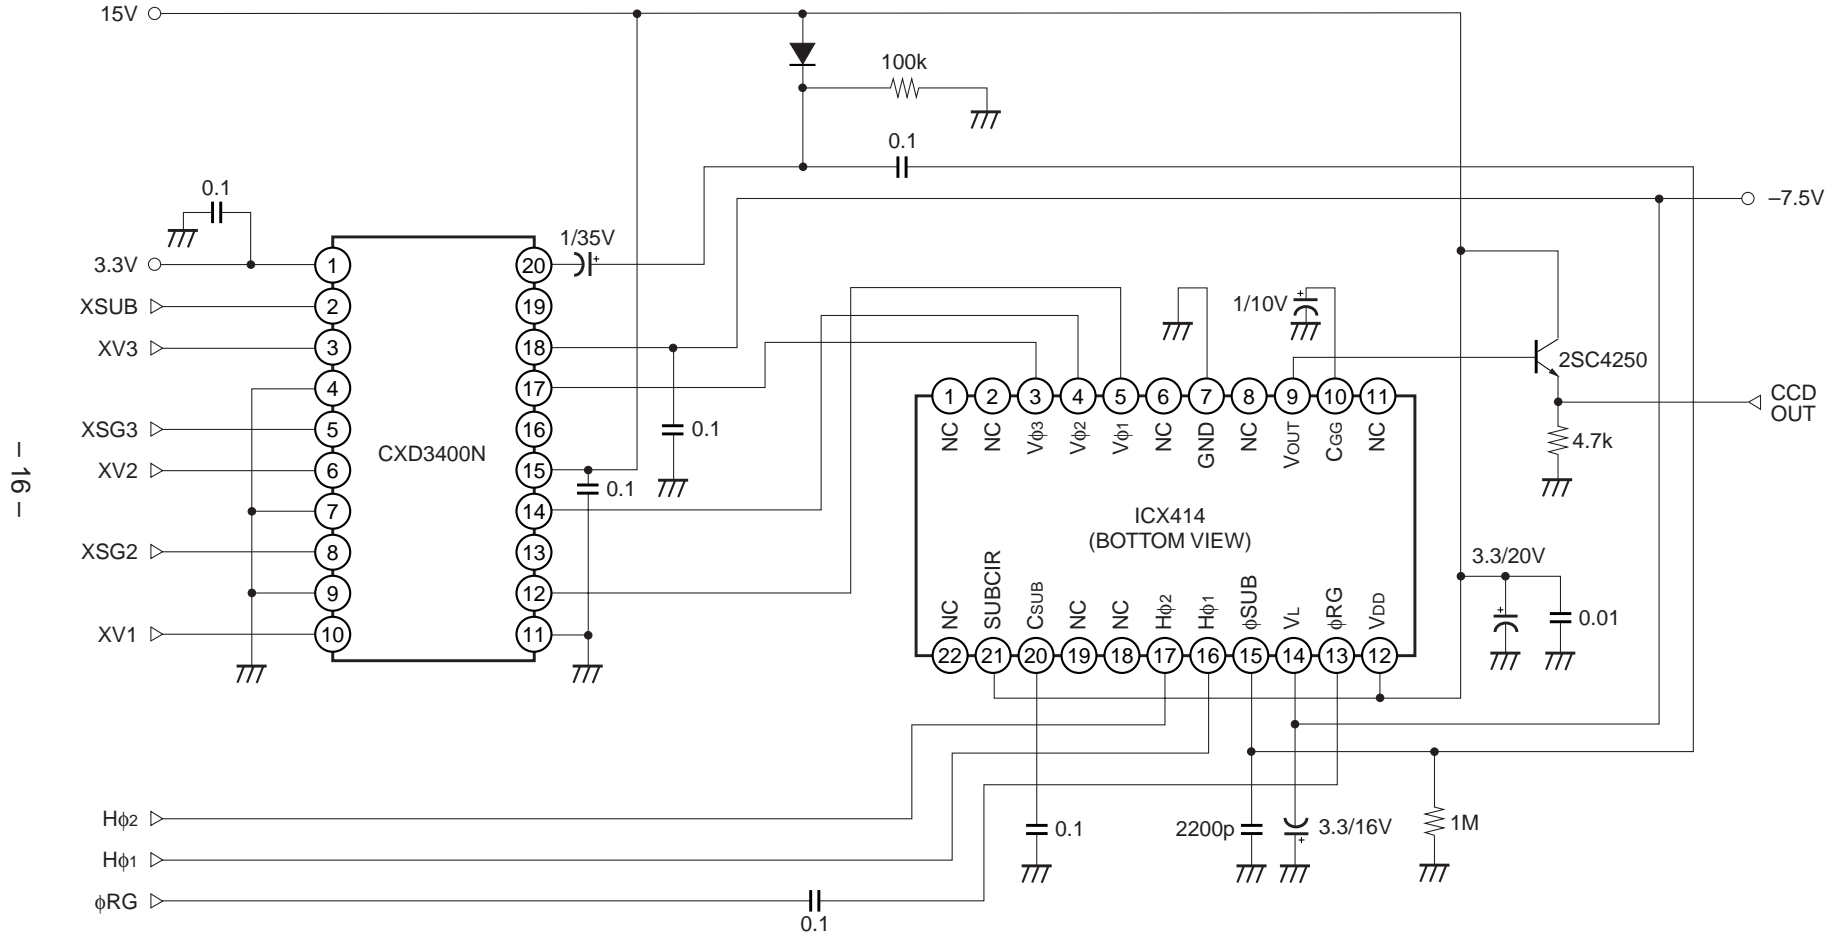 15V
100k
0.1
0.1
–7.5V
3.3V
XSUB
XV3
XSG3
XV2
XSG2
XV1
1
2
3
4
5
6
7
8
9
10
CXD3400N
20
19
18
17
16
15
14
13
12
11
1/35V
0.1
0.1
1/10V
2SC4250
CCD
OUT
4.7k
1
2
3
4
5
6
7
8
9
10
11
NC
NC
Vϕ3
Vϕ2
Vϕ1
NC
GND
NC
VOUT
CGG
NC
ICX414
(BOTTOM VIEW)
NC
SUBCIR
CSUB
NC
NC
Hϕ2
Hϕ1
ϕSUB
VL
ϕRG
VDD
22
21
20
19
18
17
16
15
14
13
12
3.3/20V
0.01
Hϕ2
Hϕ1
ϕRG
0.1
0.1
2200p
3.3/16V
1M
– 16 –